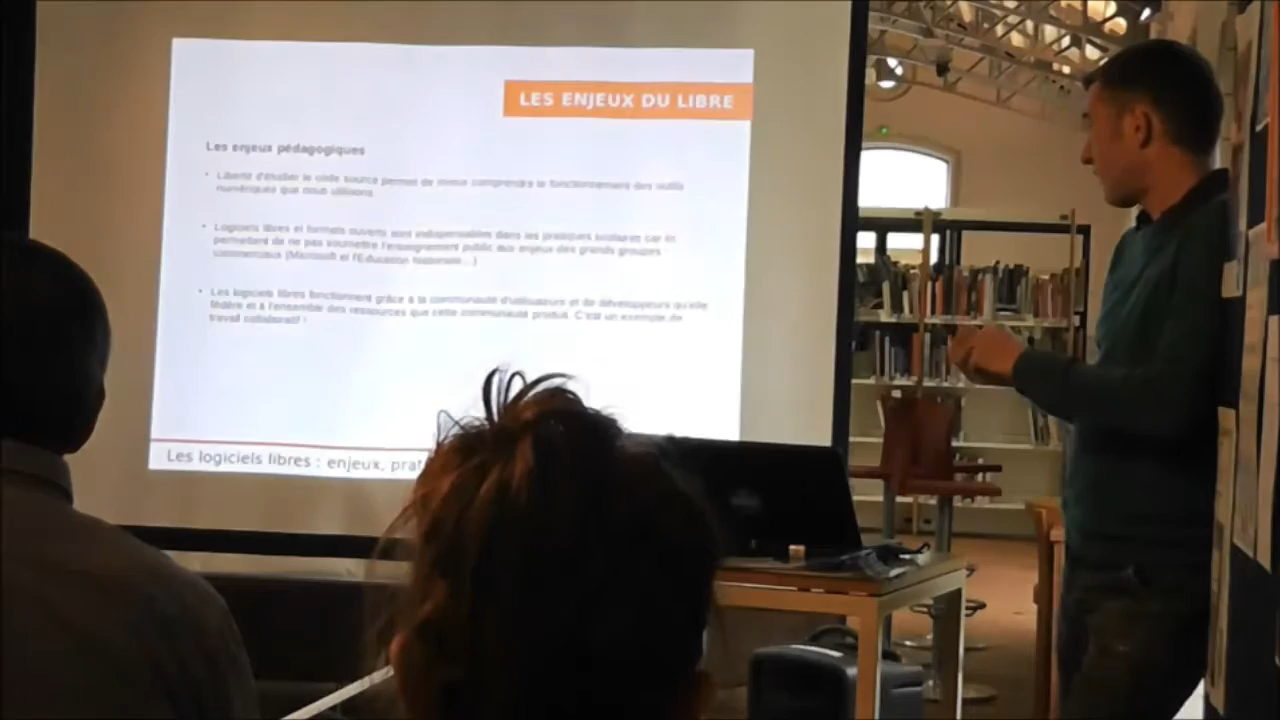 LES ENJEUX DU LIBRE
Les enjeux pédagogiques
• Liberté d'étudier le code source permet de mieux comprendre le fonctionnement des outils
numériques que nous utilisons.
• Logiciels libres et formats ouverts sont indispensables dans les pratiques scolaires car ils
permettent de ne pas soumettre l'enseignement public aux enjeux des grands groupes
commerciaux (Microsoft et l'Education Nationale...)
• Les logiciels libres fonctionnent grâce à la communauté d'utilisateurs et de développeurs qu'elle
fédère et à l'ensemble des ressources que cette communauté produit. C'est un exemple de
travail collaboratif !
Les logiciels libres : enjeux,